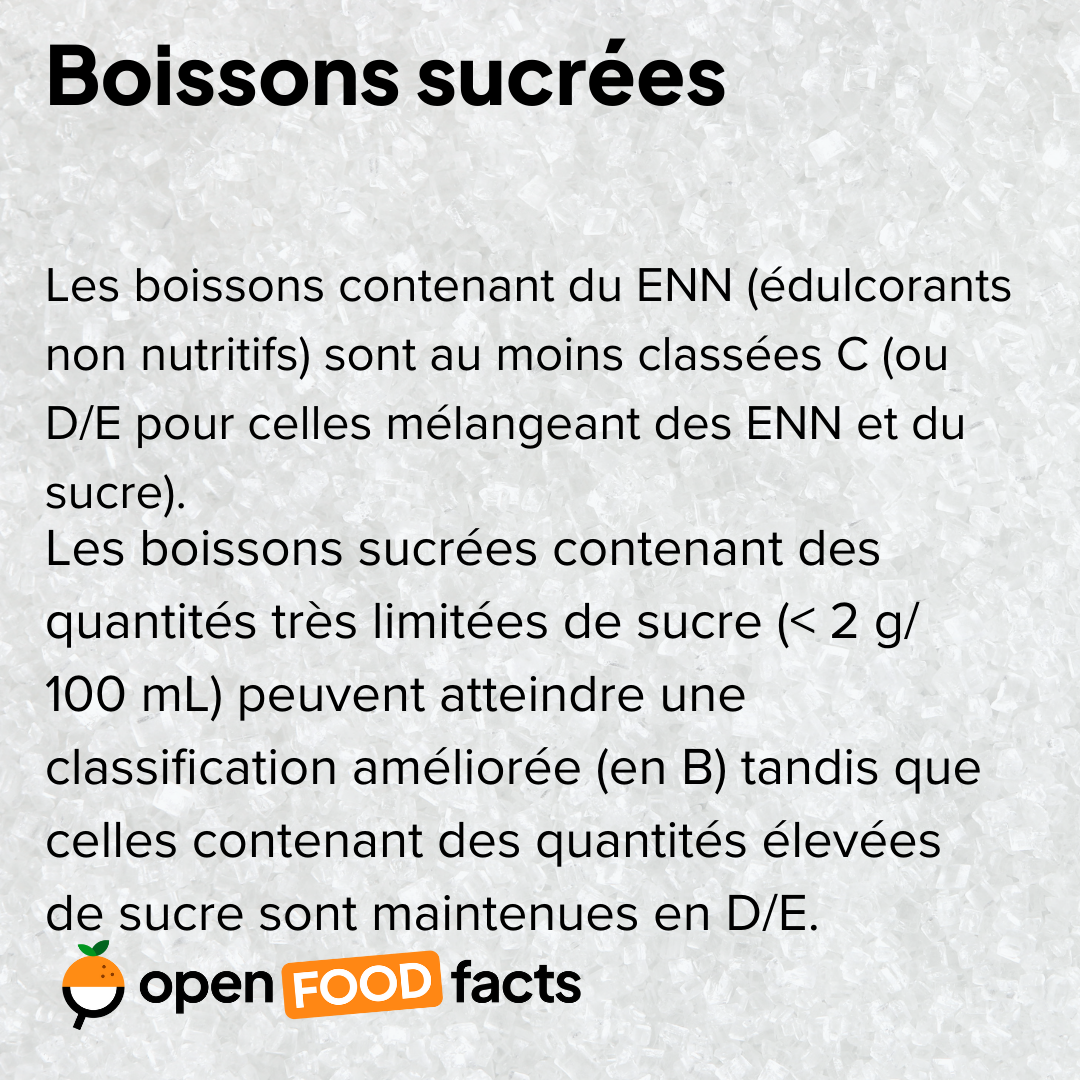 Boissons sucrées
Les boissons contenant du ENN (édulcorants
non nutritifs) sont au moins classées C (ou
D/E pour celles mélangeant des ENN et du
sucre).
Les boissons sucrées contenant des
quantités très limitées de sucre (< 2 g/
100 mL) peuvent atteindre une
classification améliorée (en B) tandis que
celles contenant des quantités élevées
de sucre sont maintenues en D/E.
open FOOD facts